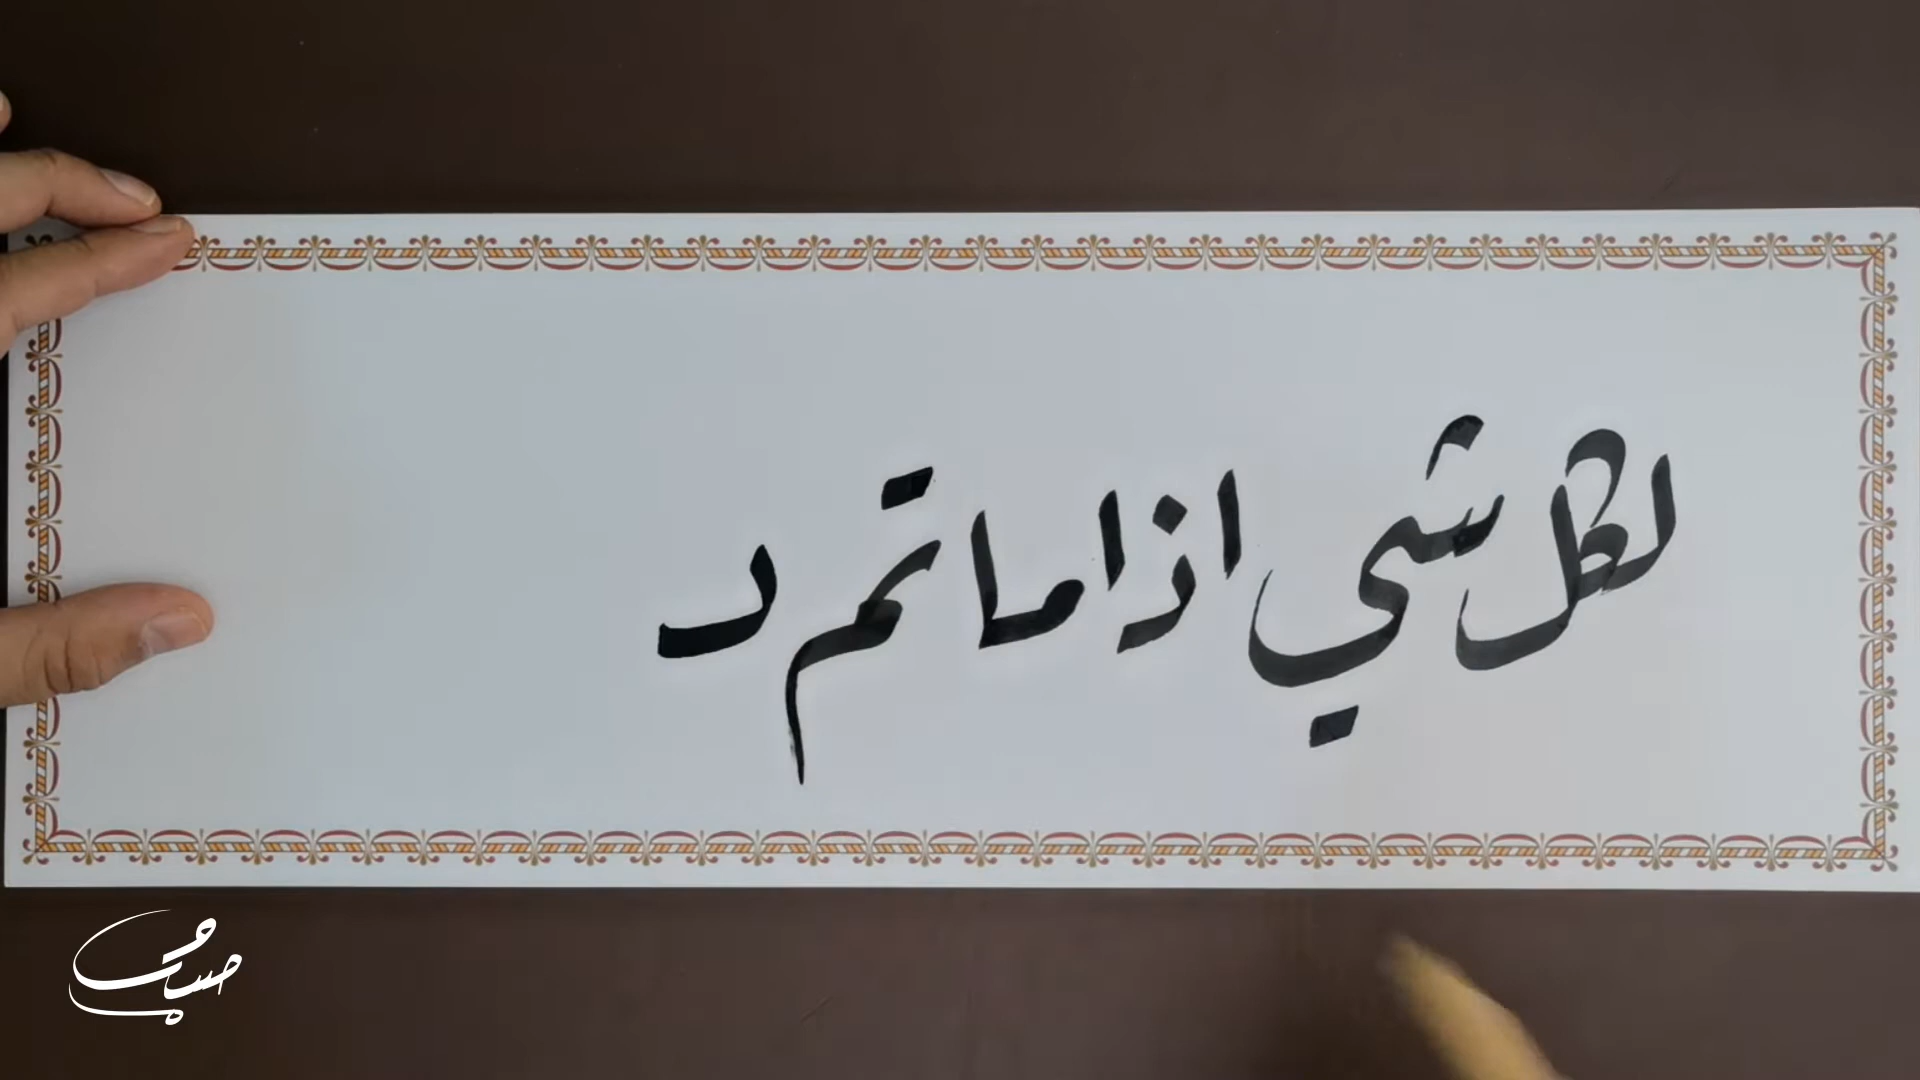 لكل شي اذا ما تم د